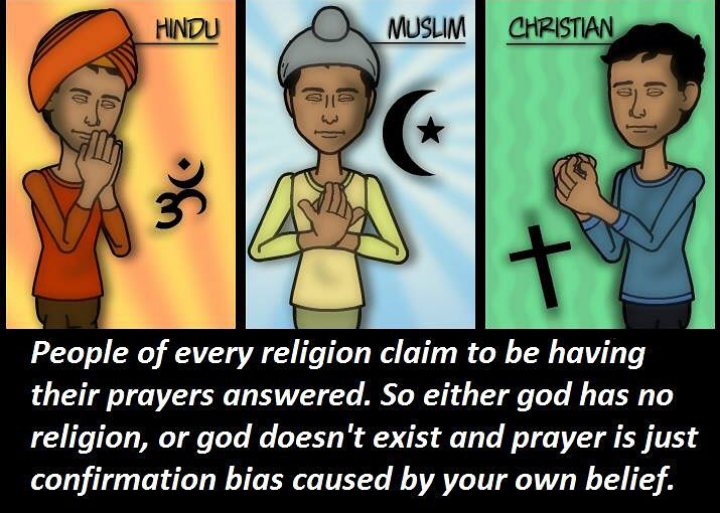 HINDU
MUSLIM
CHRISTIAN
ॐ
People of every religion claim to be having
their prayers answered. So either god has no
religion, or god doesn't exist and prayer is just
confirmation bias caused by your own belief.